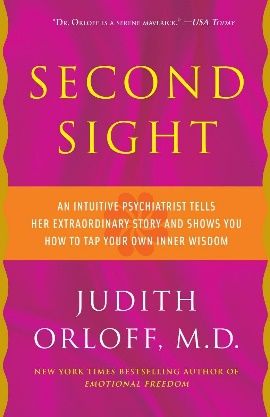 "Dr. Orloff is a serene maverick." —USA Today
SECOND
SIGHT
AN INTUITIVE PSYCHIATRIST TELLS
HER EXTRAORDINARY STORY AND SHOWS YOU
HOW TO TAP YOUR OWN INNER WISDOM
JUDITH
ORLOFF, M.D.
NEW YORK TIMES BESTSELLING AUTHOR OF
EMOTIONAL FREEDOM